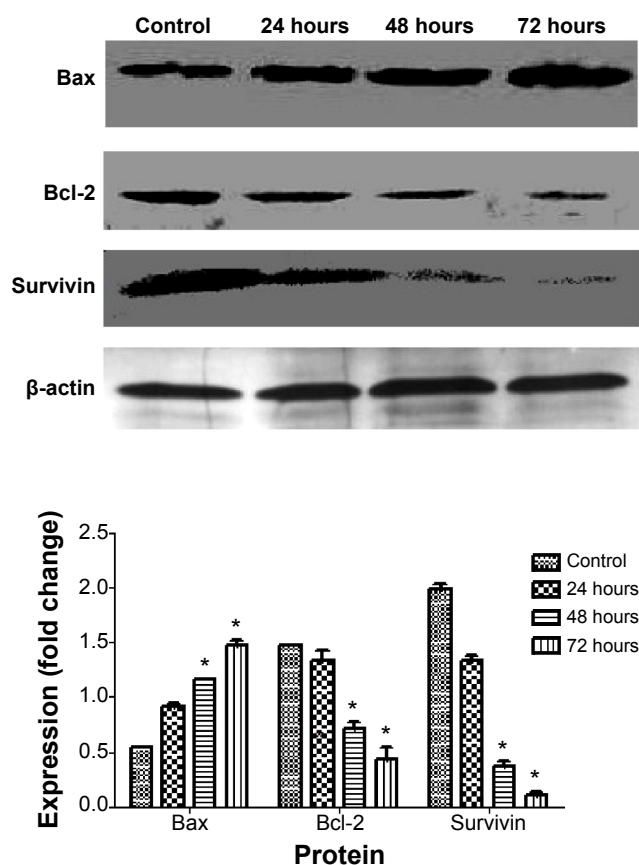 Control 24 hours 48 hours 72 hours
Bax
Bcl-2
Survivin
β-actin
Expression (fold change)
2.5
2.0
1.5
1.0
0.5
0.0
* *
* *
* *
Control
24 hours
48 hours
72 hours
Bax Bcl-2 Survivin
Protein